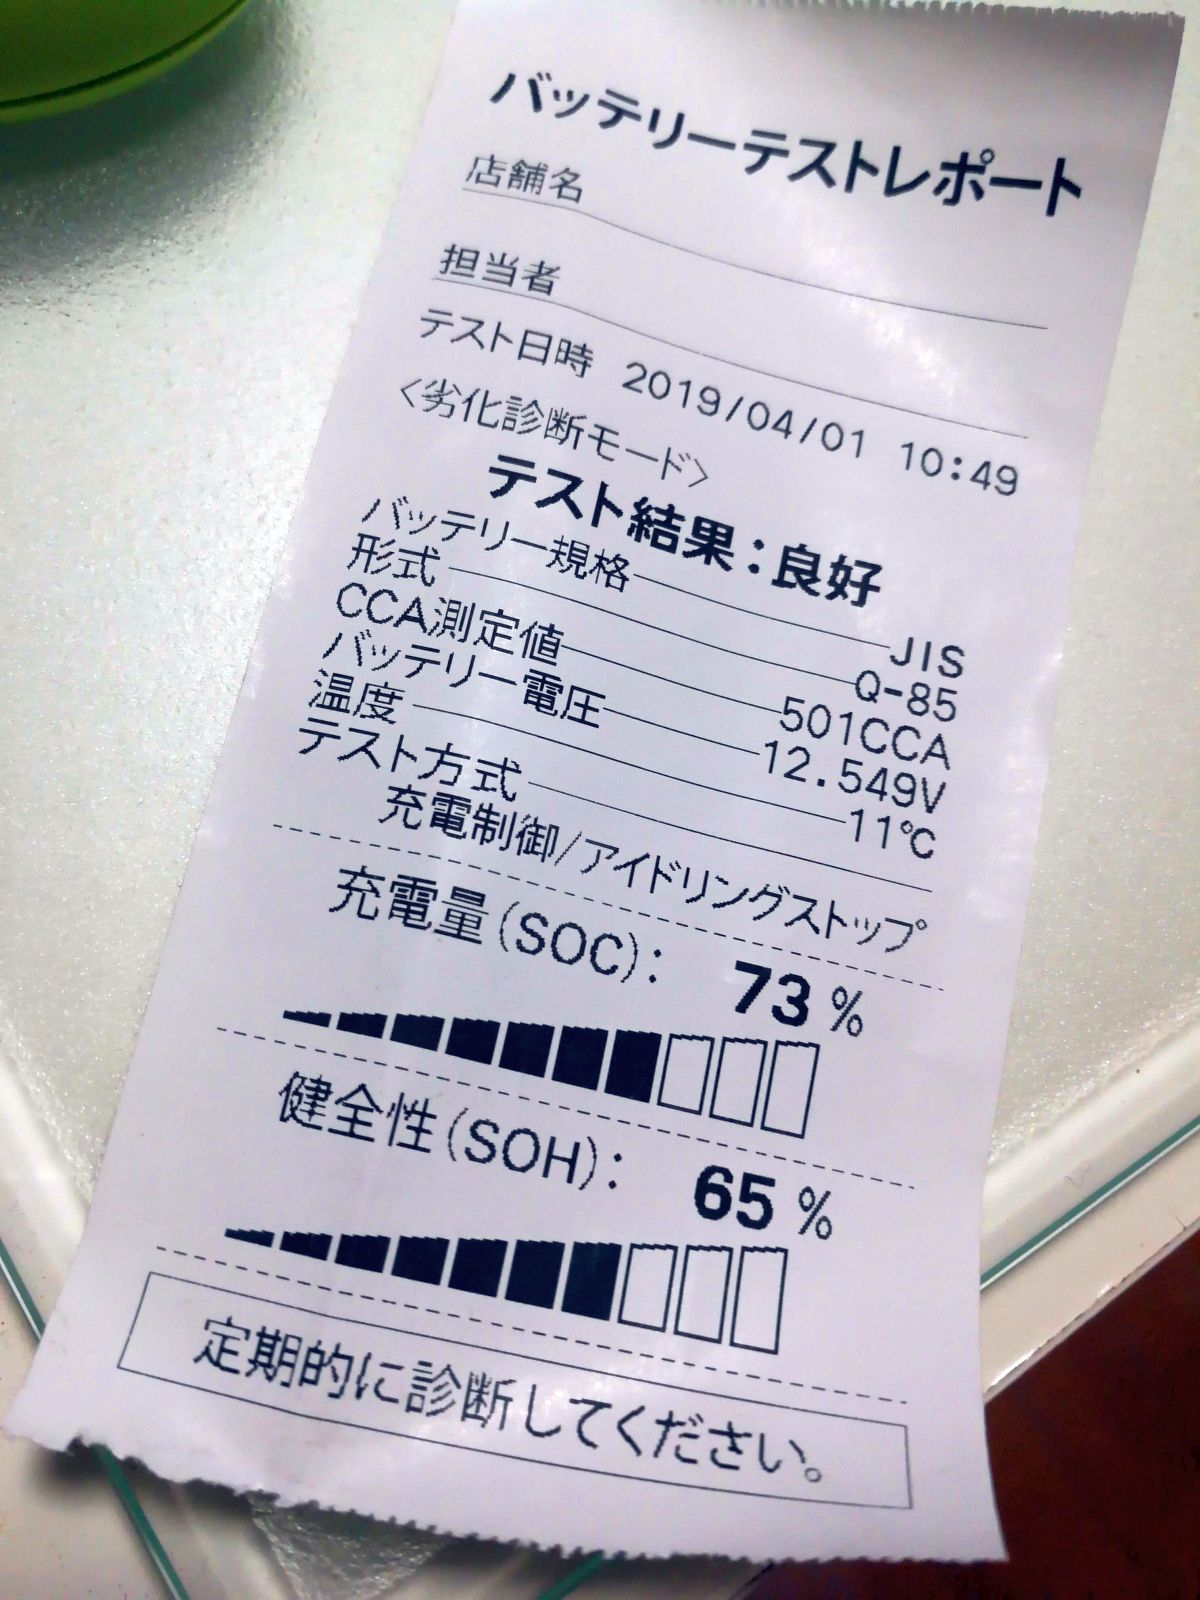 バッテリーテストレポート
店舗名
担当者
テスト日時 2019/04/01 10:49
<劣化診断モード>
テスト結果:良好
バッテリー規格 JIS
形式 Q-85
CCA測定値 501CCA
バッテリー電圧 12.549V
温度 11℃
テスト方式
充電制御/アイドリングストップ
充電量(SOC): 73%
健全性(SOH): 65%
定期的に診断してください。